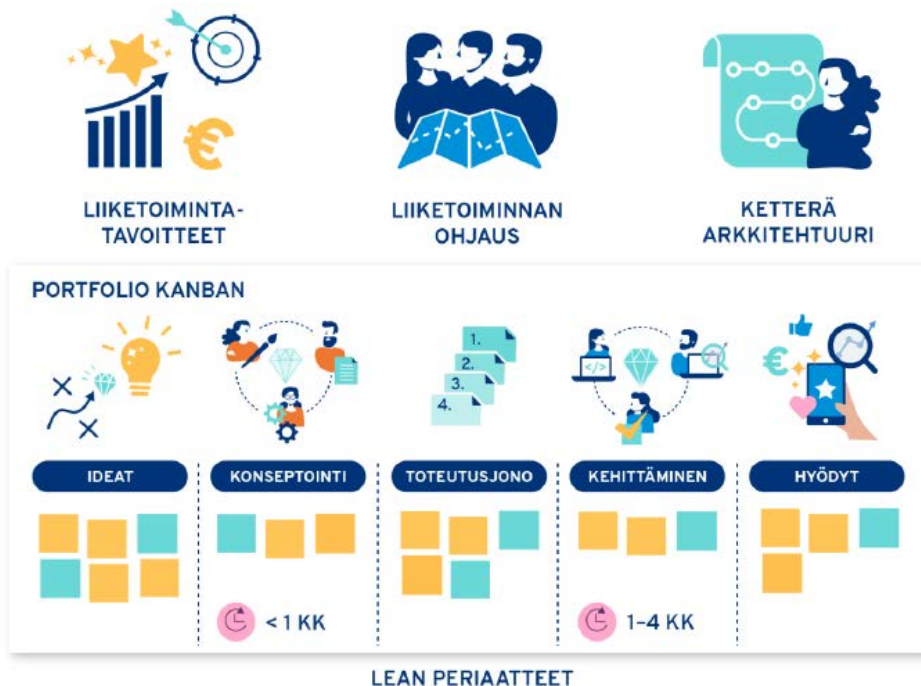 LIIKETOIMINTA-
TAVOITTEET
LIIKETOIMINNAN
OHJAUS
KETTERÄ
ARKKITEHTUURI
PORTFOLIO KANBAN
1.
2.
3.
4.
</>
IDEAT
KONSEPTOINTI
TOTEUTUSJONO
KEHITTÄMINEN
HYÖDYT
< 1 KK
1–4 KK
LEAN PERIAATTEET